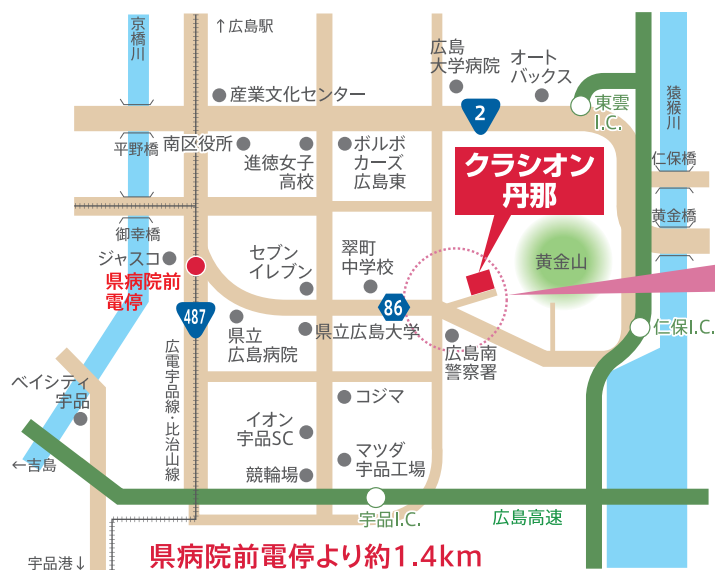 京橋川
↑広島駅
広島
大学病院
オート
バックス
産業文化センター
2
東雲
I.C.
猿猴川
平野橋
南区役所
進徳女子
高校
ボルボ
カーズ
広島東
クラシオン
丹那
仁保橋
黄金橋
御幸橋
ジャスコ
県病院前
電停
セブン
イレブン
翠町
中学校
黄金山
487
86
県立
広島病院
県立広島大学
広島南
警察署
仁保I.C.
広電宇品線・比治山線
ベイシティ
宇品
コジマ
イオン
宇品SC
マツダ
宇品工場
競輪場
←吉島
宇品I.C.
広島高速
宇品港↓
県病院前電停より約1.4km